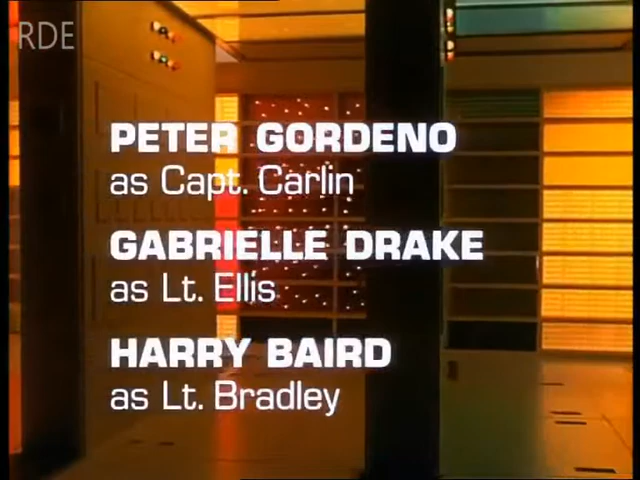 RDE
PETER GORDENO
as Capt. Carlin
GABRIELLE DRAKE
as Lt. Ellis
HARRY BAIRD
as Lt. Bradley